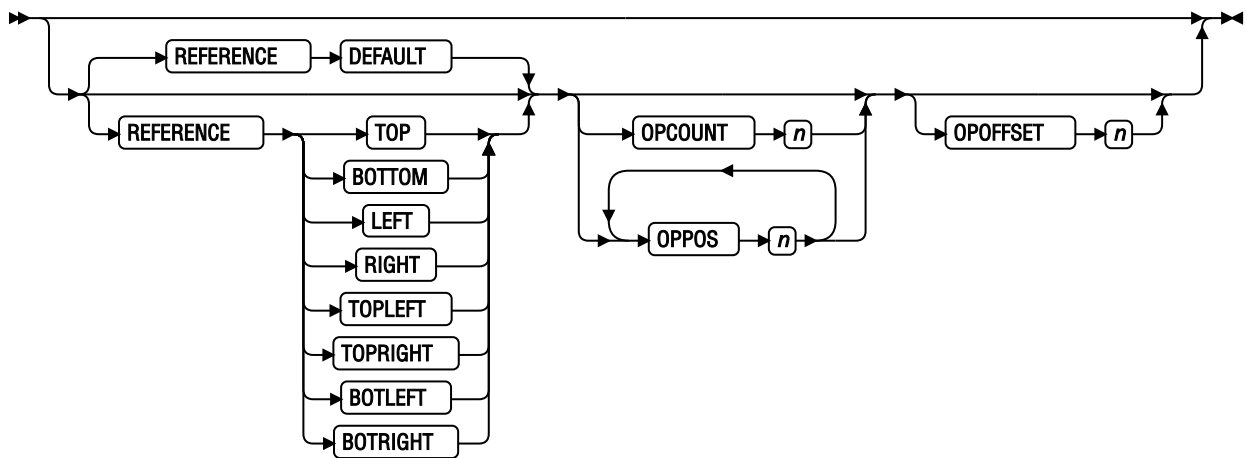 REFERENCE DEFAULT
REFERENCE TOP OPCOUNT n OPOFFSET n
BOTTOM
LEFT
OPPOS n
RIGHT
TOPLEFT
TOPRIGHT
BOTLEFT
BOTRIGHT